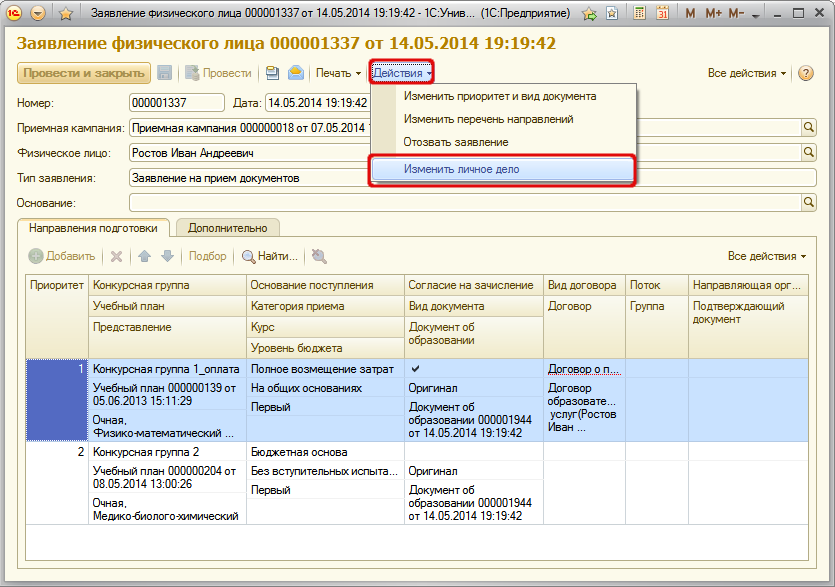 Заявление физического лица 000001337 от 14.05.2014 19:19:42 - 1С:Унив... (1С:Предприятие)
M M+ M-
Заявление физического лица 000001337 от 14.05.2014 19:19:42
Провести и закрыть Провести Печать Действия Все действия
Номер: 000001337 Дата: 14.05.2014 19:19:42
Изменить приоритет и вид документа
Изменить перечень направлений
Отозвать заявление
Изменить личное дело
Приемная кампания: Приемная кампания 000000018 от 07.05.2014
Физическое лицо: Ростов Иван Андреевич
Тип заявления: Заявление на прием документов
Основание:
Направления подготовки Дополнительно
Добавить Подбор Найти... Все действия
Приоритет Конкурсная группа Основание поступления Согласие на зачисление Вид договора Поток Направляющая орг...
Учебный план Категория приема Вид документа Договор Группа Подтверждающий
документ
Представление Курс Документ об
образовании
Уровень бюджета
1 Конкурсная группа 1_оплата Полное возмещение затрат Договор о п...
Учебный план 000000139 от
05.06.2013 15:11:29
На общих основаниях Оригинал Договор
образовате...
услуг(Ростов
Иван ...
Очная,
Физико-математический ...
Первый Документ об
образовании 000001944
от 14.05.2014 19:19:42
2 Конкурсная группа 2 Бюджетная основа
Учебный план 000000204 от
08.05.2014 13:00:26
Без вступительных испыта... Оригинал
Очная,
Медико-биолого-химический
Первый Документ об
образовании 000001944
от 14.05.2014 19:19:42